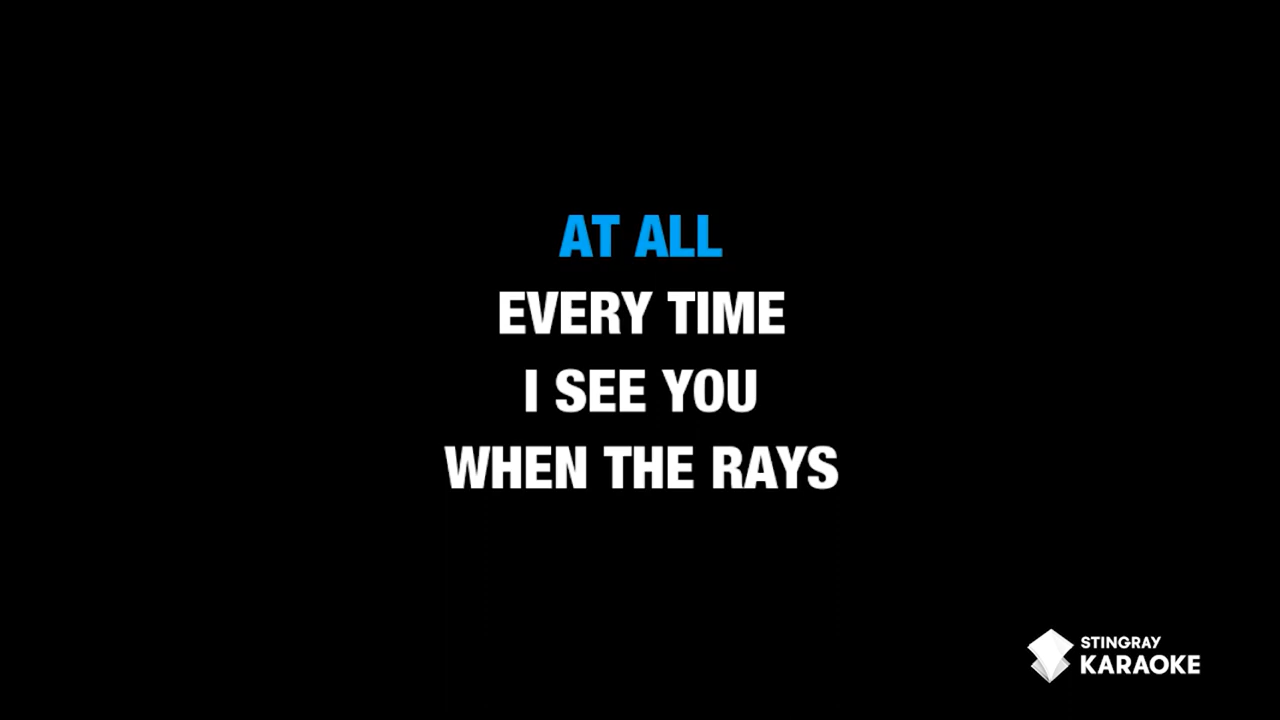 AT ALL
EVERY TIME
I SEE YOU
WHEN THE RAYS
STINGRAY
KARAOKE